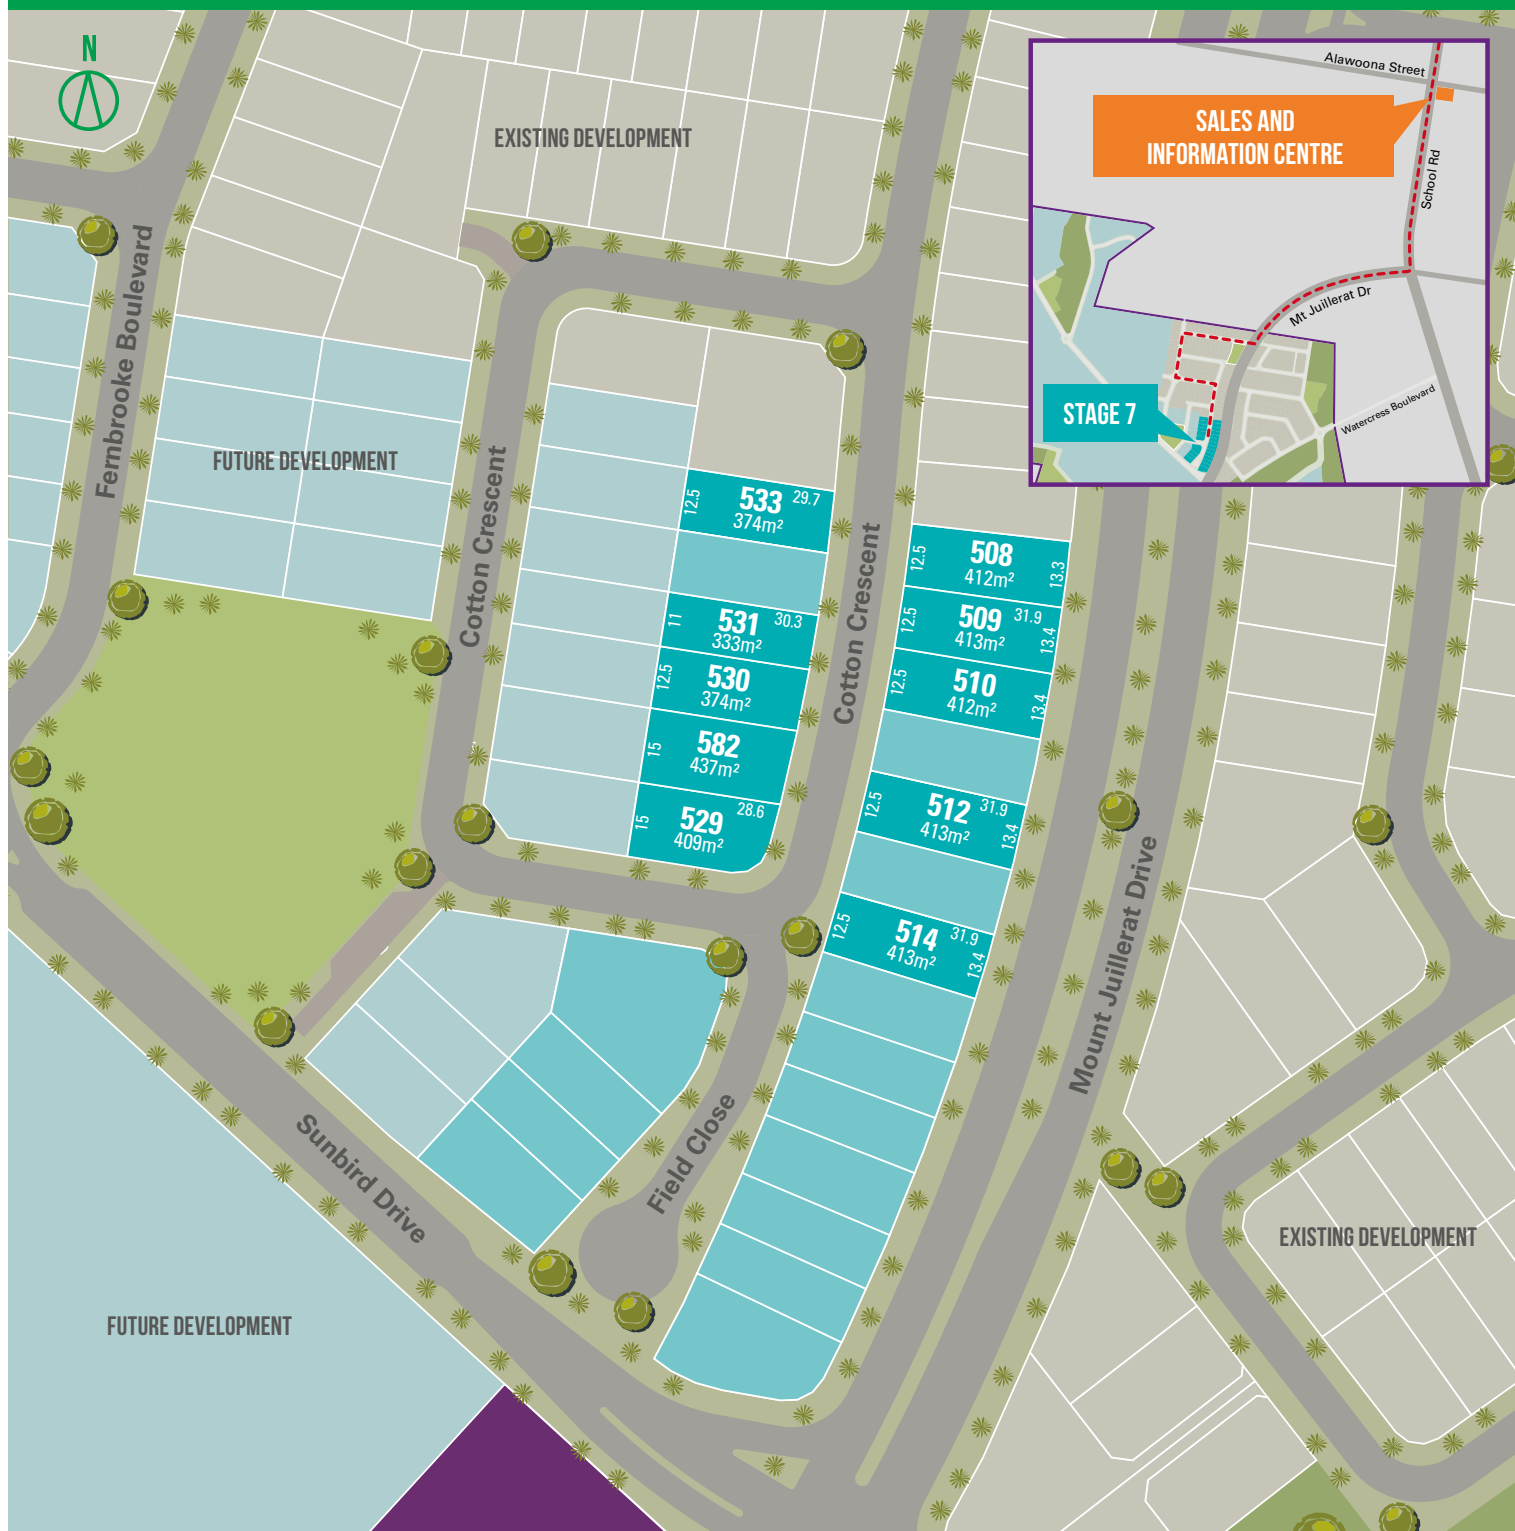 N
EXISTING DEVELOPMENT
Alawoona Street
SALES AND
INFORMATION CENTRE
School Rd
Mt Juillerat Dr
STAGE 7
Watercress Boulevard
Fernbrooke Boulevard
FUTURE DEVELOPMENT
Cotton Crescent
12.5
533
29.7
374m²
11
531
30.3
333m²
12.5
530
374m²
15
582
437m²
15
529
28.6
409m²
Cotton Crescent
12.5
508
412m²
13.3
12.5
509
31.9
413m²
13.4
12.5
510
412m²
13.4
12.5
512
31.9
413m²
13.4
12.5
514
31.9
413m²
13.4
Mount Juillerat Drive
Field Close
Sunbird Drive
EXISTING DEVELOPMENT
FUTURE DEVELOPMENT